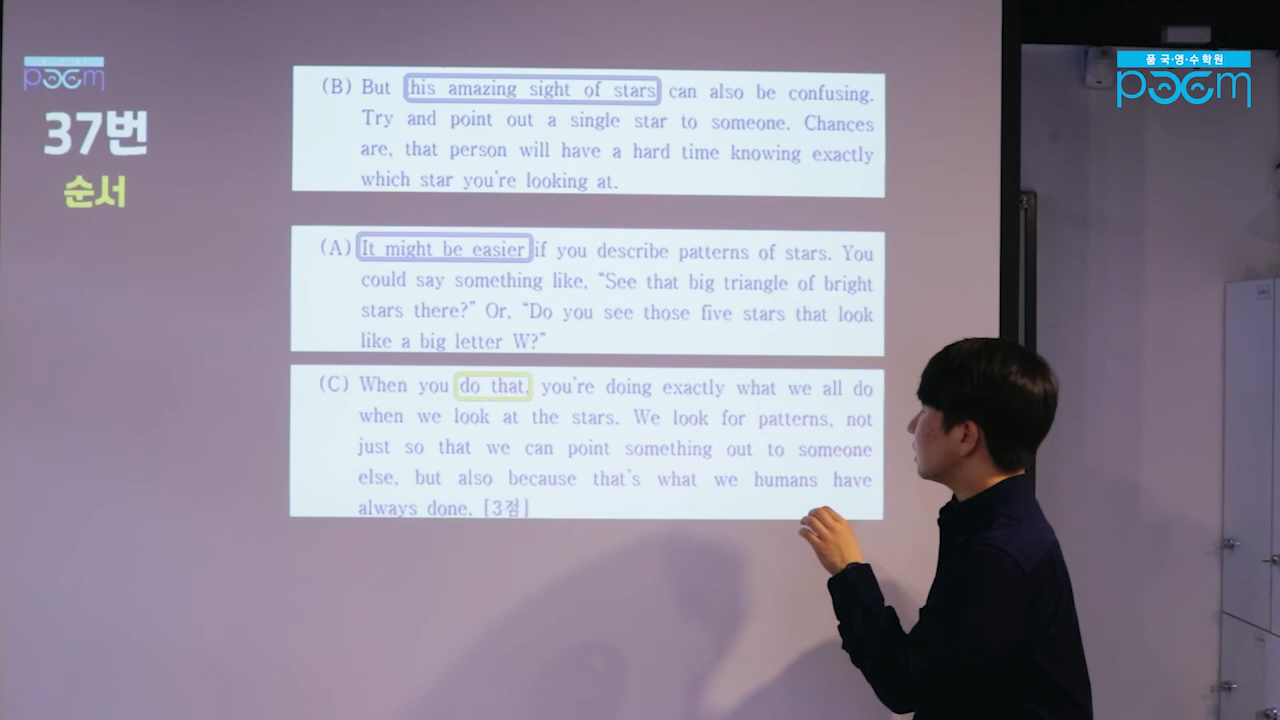 품 국·영·수학원
poem
poem
37번
순서
(B) But his amazing sight of stars can also be confusing.
Try and point out a single star to someone. Chances
are, that person will have a hard time knowing exactly
which star you're looking at.
(A) It might be easier if you describe patterns of stars. You
could say something like, “See that big triangle of bright
stars there?” Or, “Do you see those five stars that look
like a big letter W?”
(C) When you do that, you're doing exactly what we all do
when we look at the stars. We look for patterns, not
just so that we can point something out to someone
else, but also because that's what we humans have
always done. [3점]